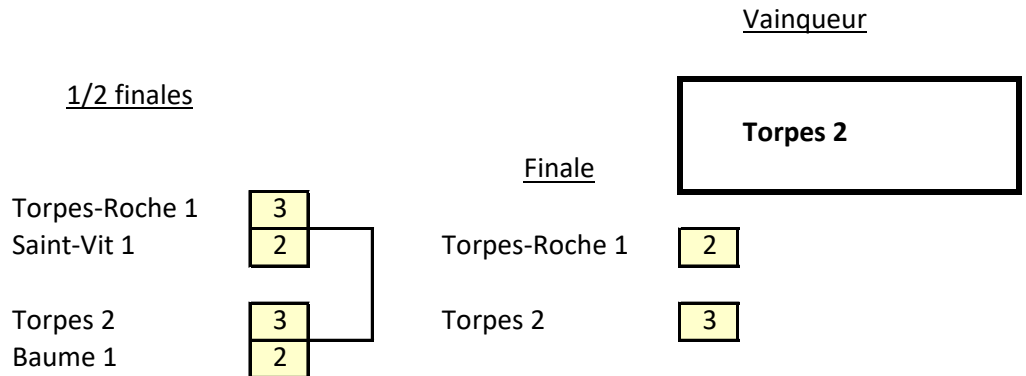 Vainqueur
1/2 finales
Torpes 2
Finale
Torpes-Roche 1 3
Saint-Vit 1 2 Torpes-Roche 1 2
Torpes 2 3 Torpes 2 3
Baume 1 2